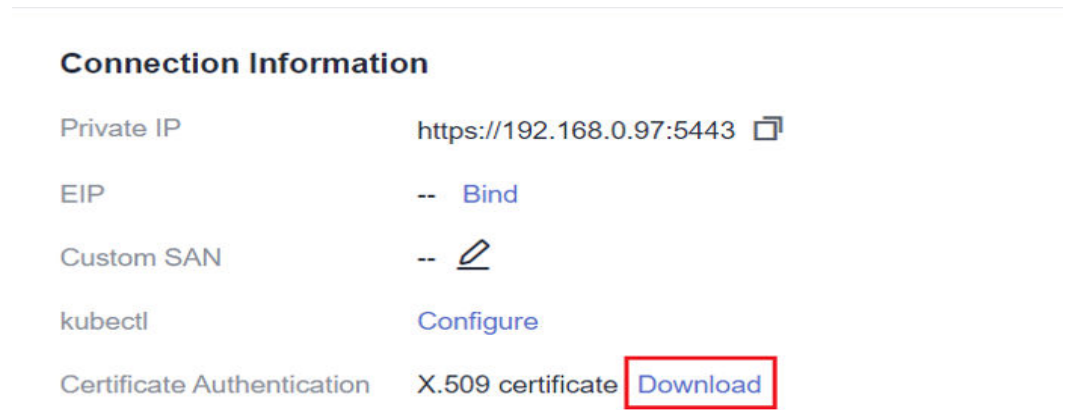 Connection Information
Private IP https://192.168.0.97:5443
EIP -- Bind
Custom SAN --
kubectl Configure
Certificate Authentication X.509 certificate Download